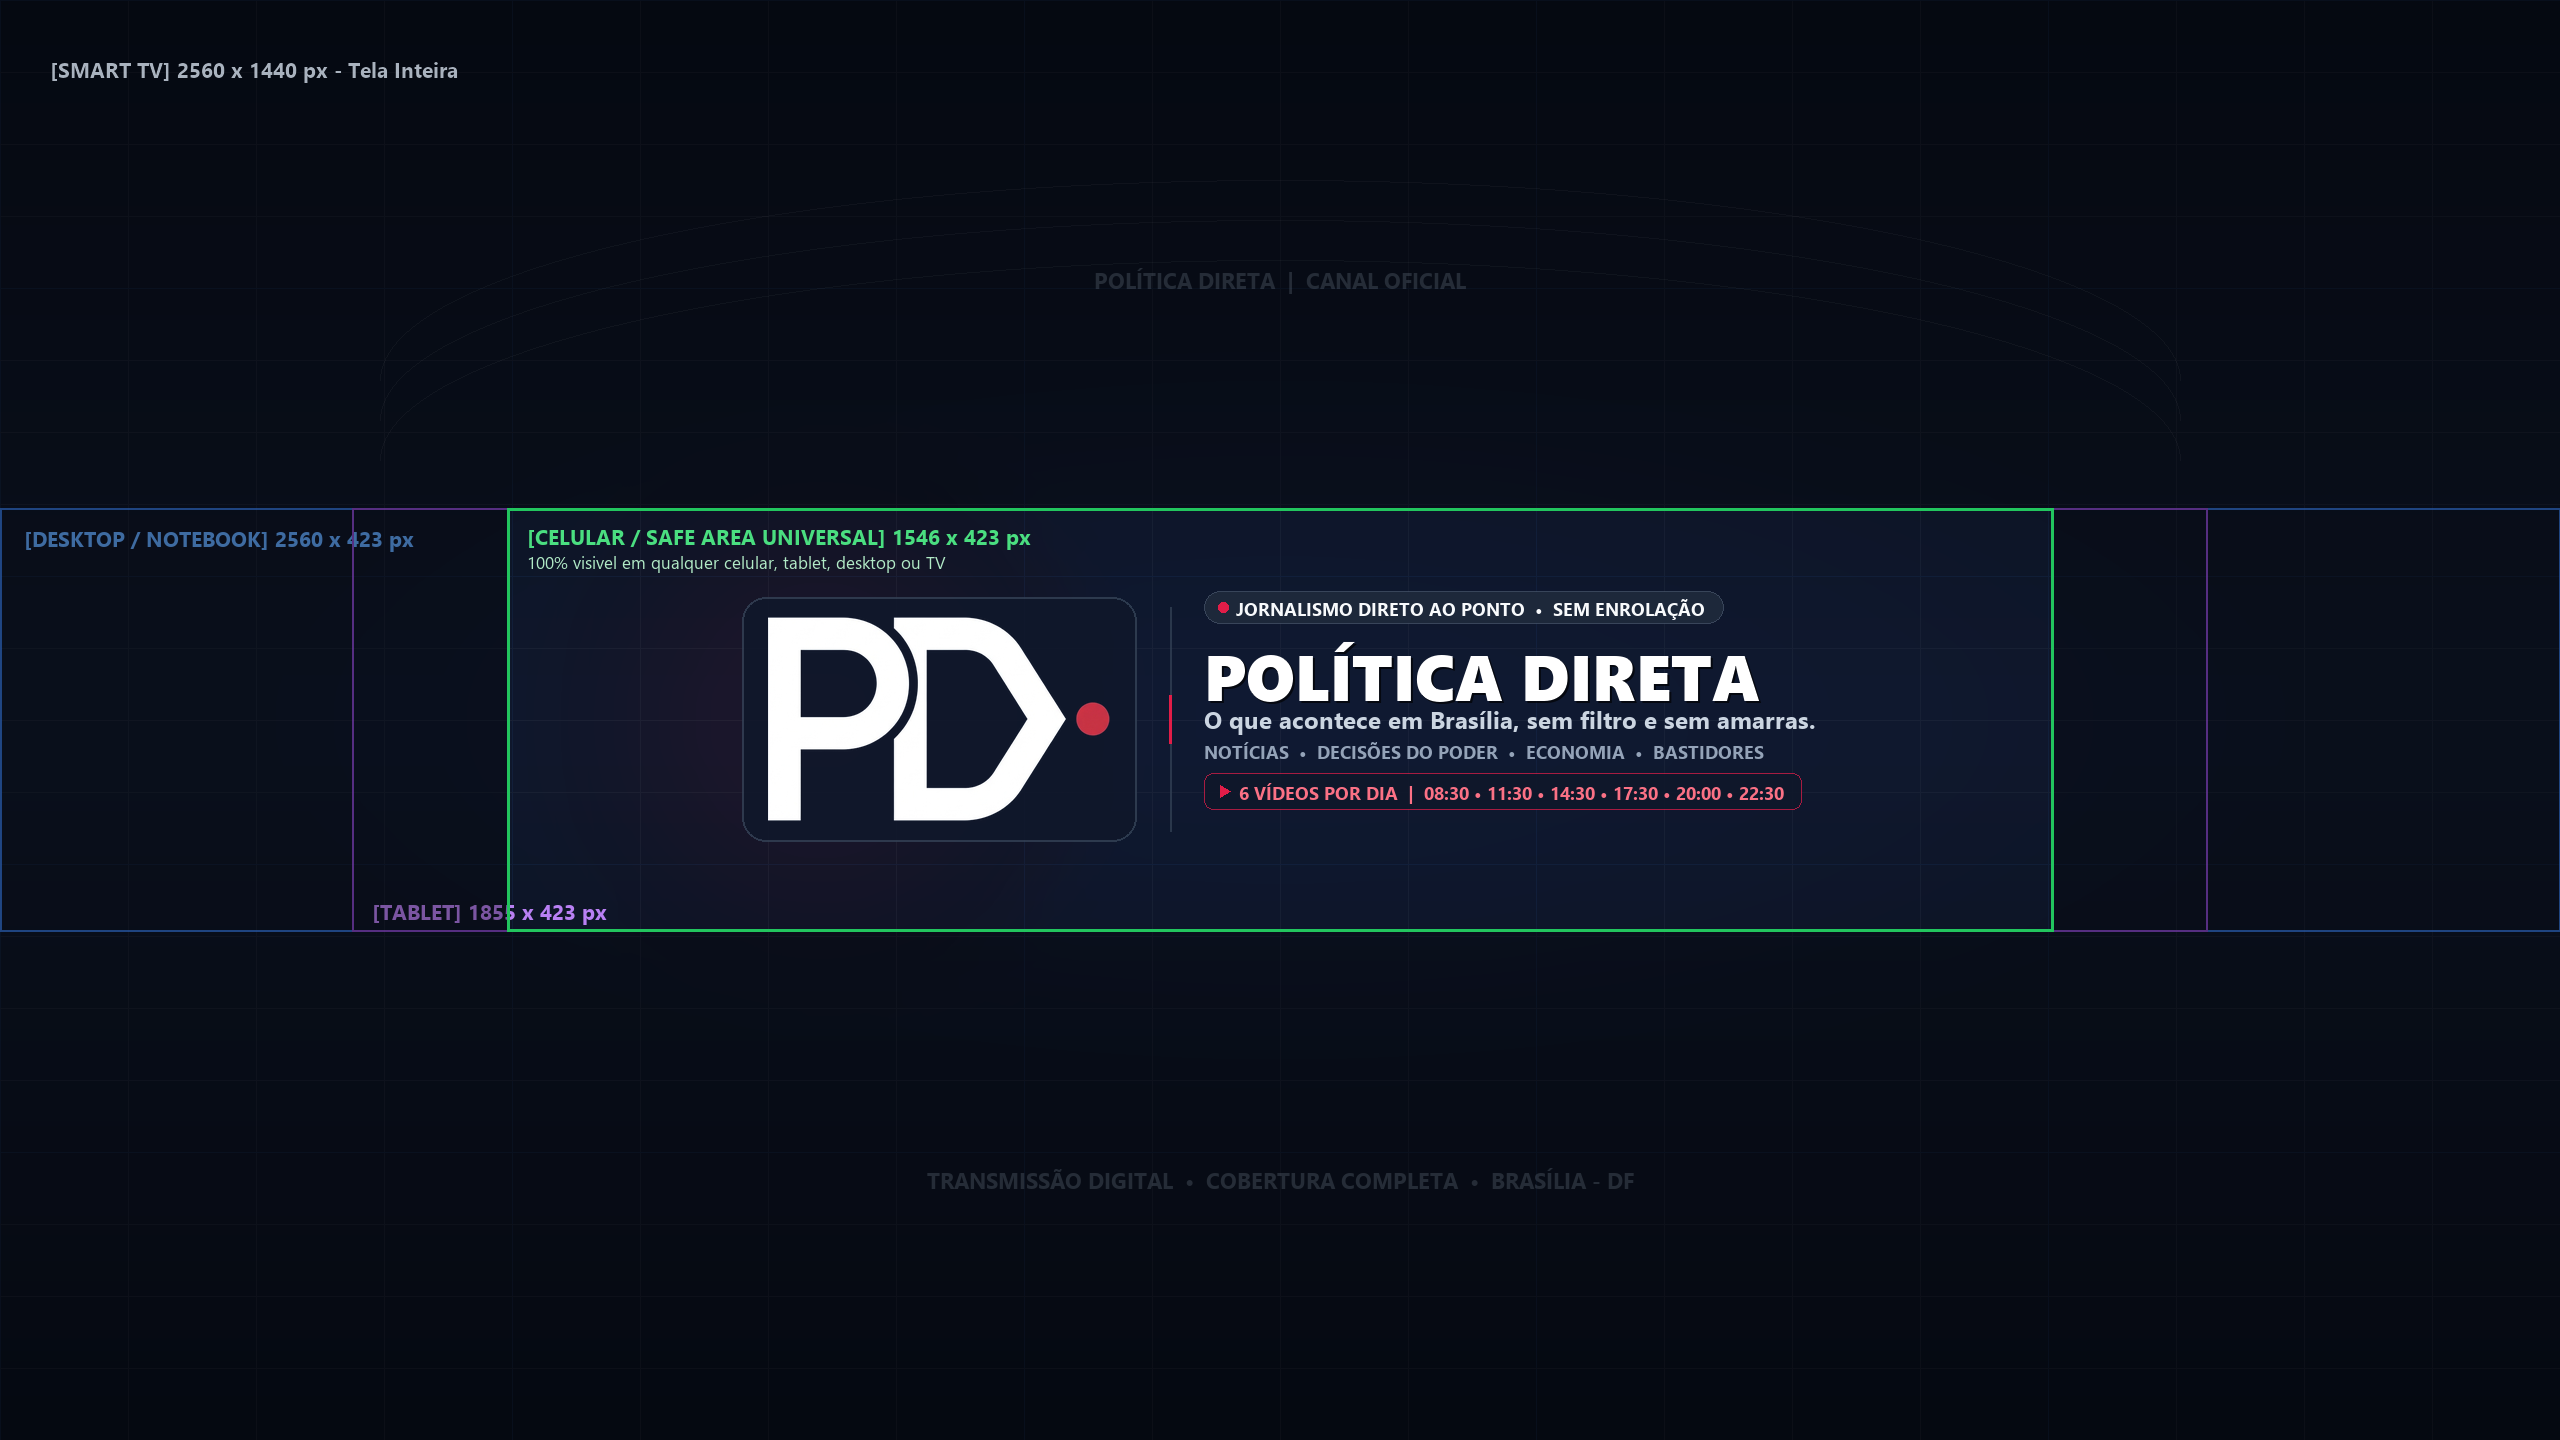 [SMART TV] 2560 x 1440 px - Tela Inteira
POLÍTICA DIRETA | CANAL OFICIAL
[DESKTOP / NOTEBOOK] 2560 x 423 px
[CELULAR / SAFE AREA UNIVERSAL] 1546 x 423 px
100% visivel em qualquer celular, tablet, desktop ou TV
PD
JORNALISMO DIRETO AO PONTO • SEM ENROLAÇÃO
POLÍTICA DIRETA
O que acontece em Brasília, sem filtro e sem amarras.
NOTÍCIAS • DECISÕES DO PODER • ECONOMIA • BASTIDORES
6 VÍDEOS POR DIA | 08:30 • 11:30 • 14:30 • 17:30 • 20:00 • 22:30
[TABLET] 1855 x 423 px
TRANSMISSÃO DIGITAL • COBERTURA COMPLETA • BRASÍLIA - DF